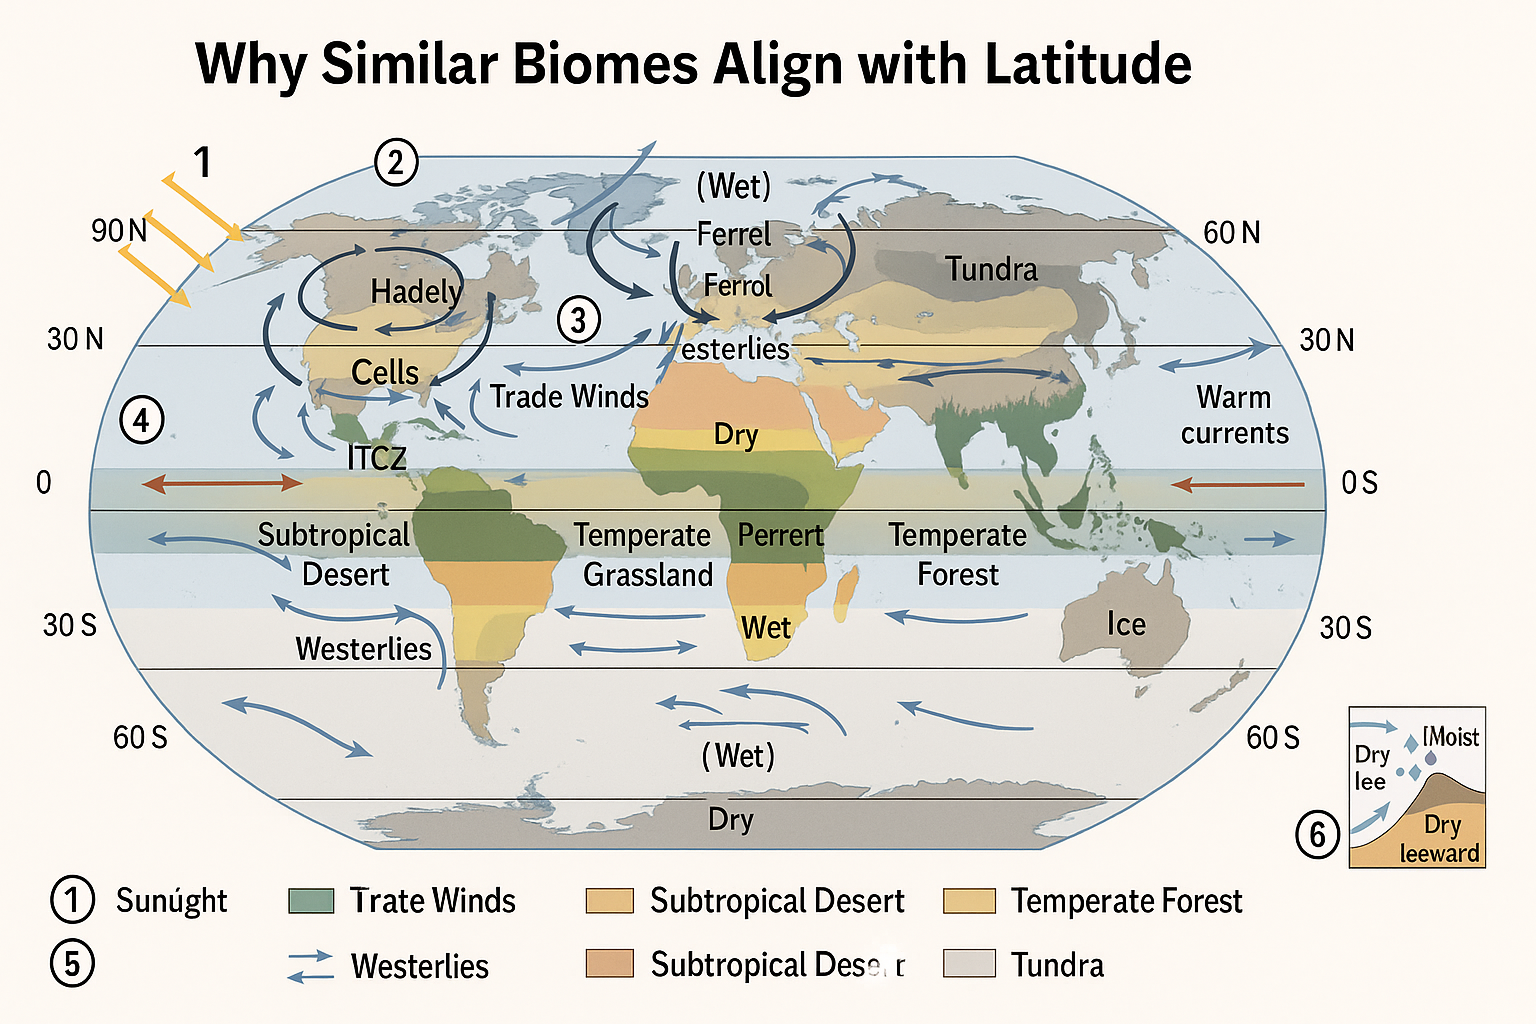 Why Similar Biomes Align with Latitude
1
2
(Wet)
90 N
Ferrel
60 N
Hadely
Ferrol
Tundra
3
30 N
esterlies
30 N
Cells
Trade Winds
Warm
currents
4
Dry
ITCZ
0
0 S
Subtropical
Desert
Temperate
Grassland
Perrert
Temperate
Forest
30 S
Westerlies
Wet
Ice
30 S
60 S
(Wet)
60 S
Dry
[Moist
Dry
lee
6
Dry
leeward
1 Sunúght
Trate Winds
Subtropical Desert
Temperate Forest
5
Westerlies
Subtropical
Tundra